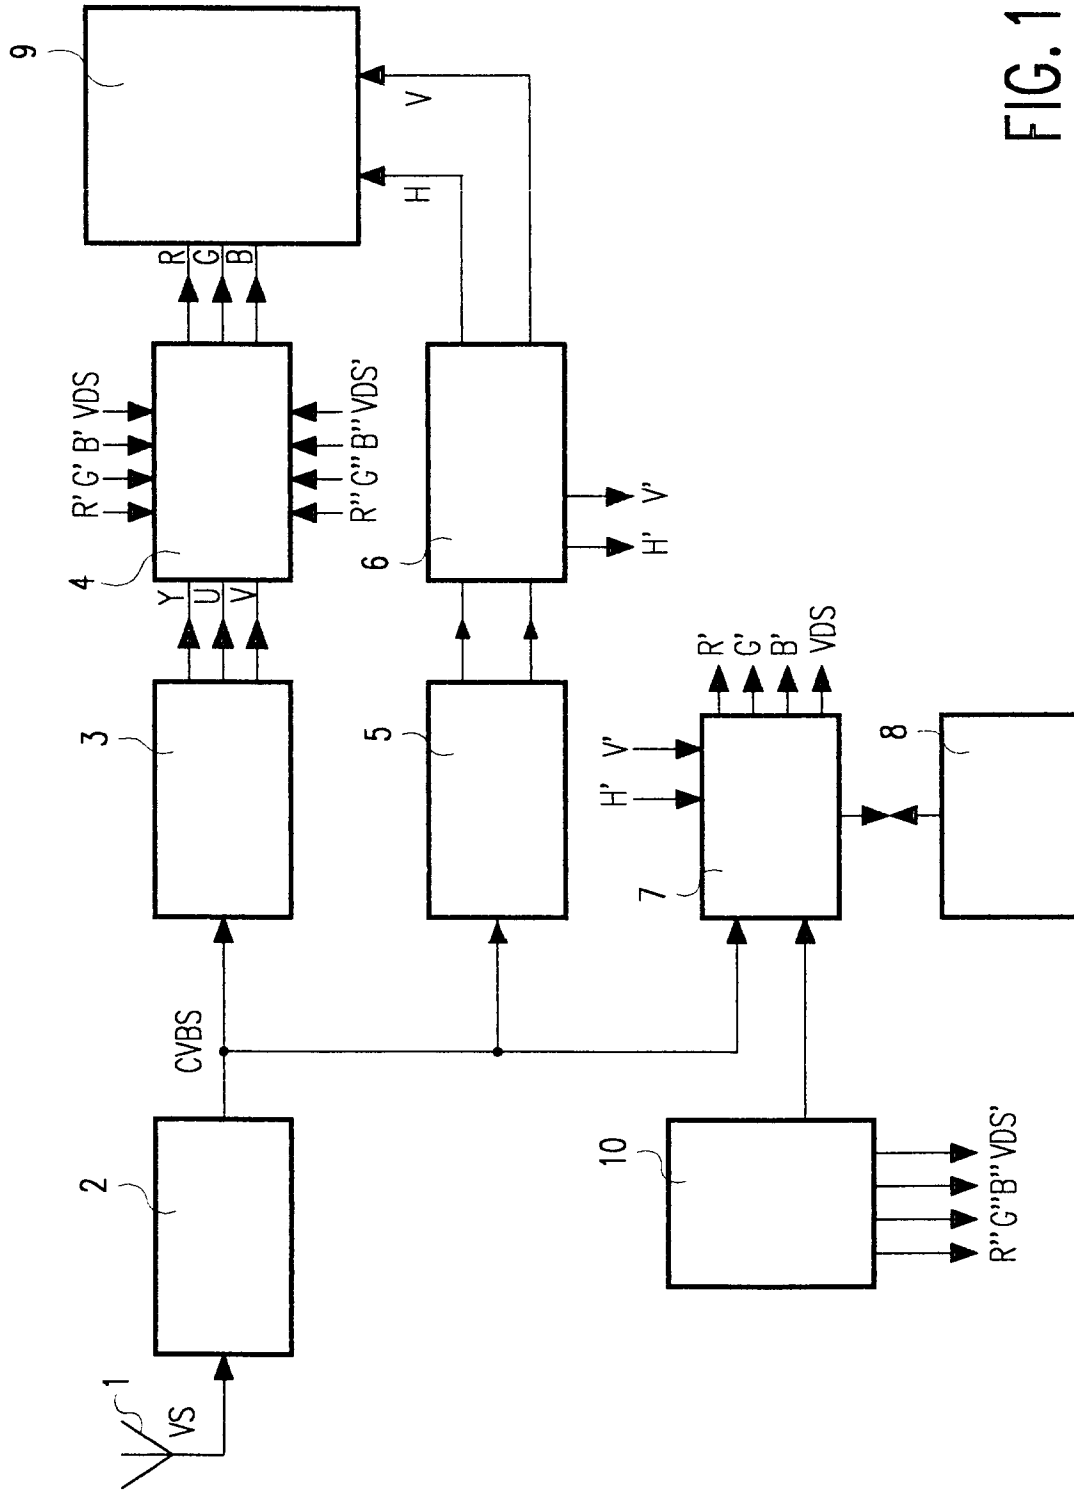 1
VS
2
CVBS
3
Y
U
V
4
R' G' B' VDS
R" G" B" VDS'
R
G
B
9
H
V
5
6
H'
V'
H'
V'
7
R'
G'
B'
VDS
8
10
R" G" B" VDS'
FIG. 1